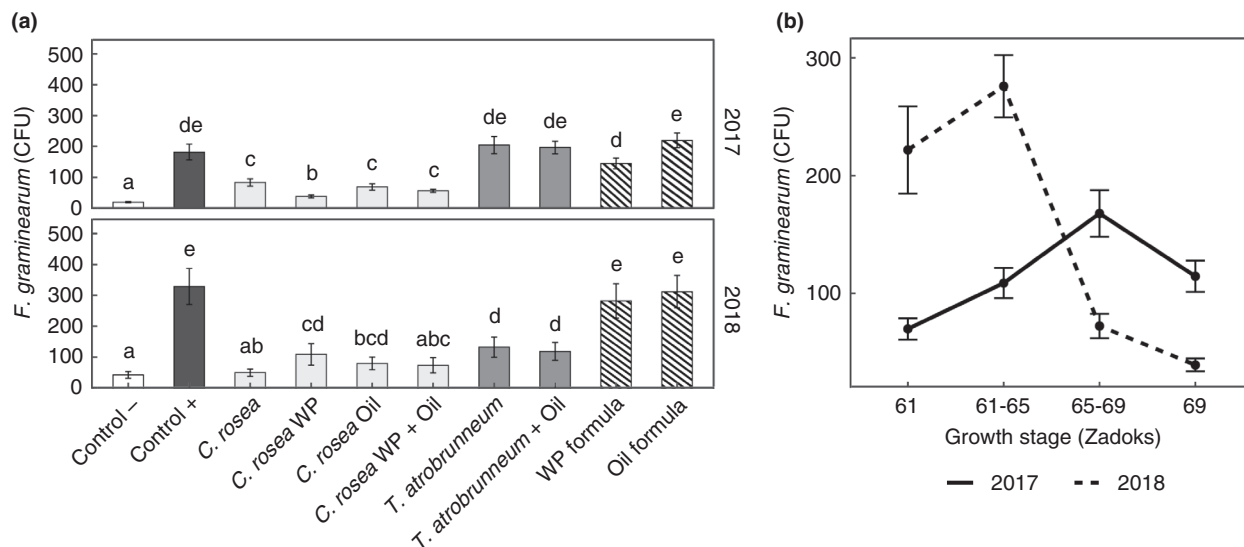 (a)
500
400
300
200
100
0
F. graminearum (CFU)
a
de
c
b
c
c
de
de
d
e
2017
500
400
300
200
100
0
F. graminearum (CFU)
a
e
ab
cd
bcd
abc
d
d
e
e
2018
Control –
Control +
C. rosea
C. rosea WP
C. rosea Oil
C. rosea WP + Oil
T. atrobrunneum
T. atrobrunneum + Oil
WP formula
Oil formula
(b)
300
200
100
F. graminearum (CFU)
61
61-65
65-69
69
Growth stage (Zadoks)
2017
2018